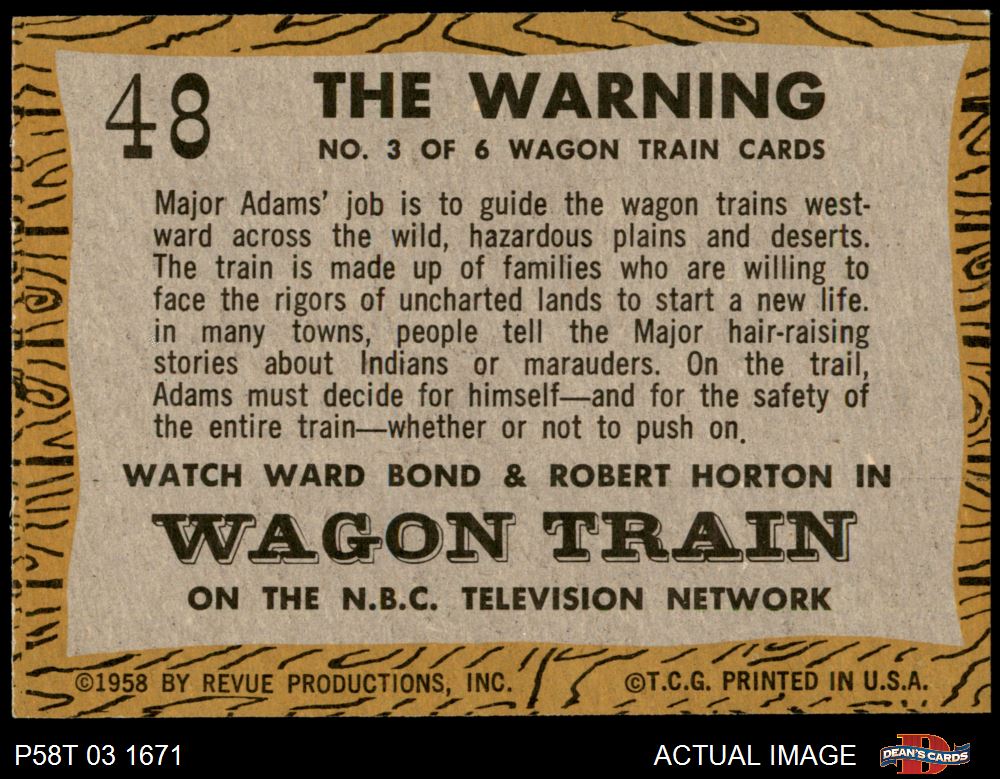 48
THE WARNING
NO. 3 OF 6 WAGON TRAIN CARDS
Major Adams' job is to guide the wagon trains west-
ward across the wild, hazardous plains and deserts.
The train is made up of families who are willing to
face the rigors of uncharted lands to start a new life.
in many towns, people tell the Major hair-raising
stories about Indians or marauders. On the trail,
Adams must decide for himself—and for the safety of
the entire train—whether or not to push on.
WATCH WARD BOND & ROBERT HORTON IN
WAGON TRAIN
ON THE N.B.C. TELEVISION NETWORK
©1958 BY REVUE PRODUCTIONS, INC. ©T.C.G. PRINTED IN U.S.A.
P58T 03 1671 ACTUAL IMAGE D DEAN'S CARDS